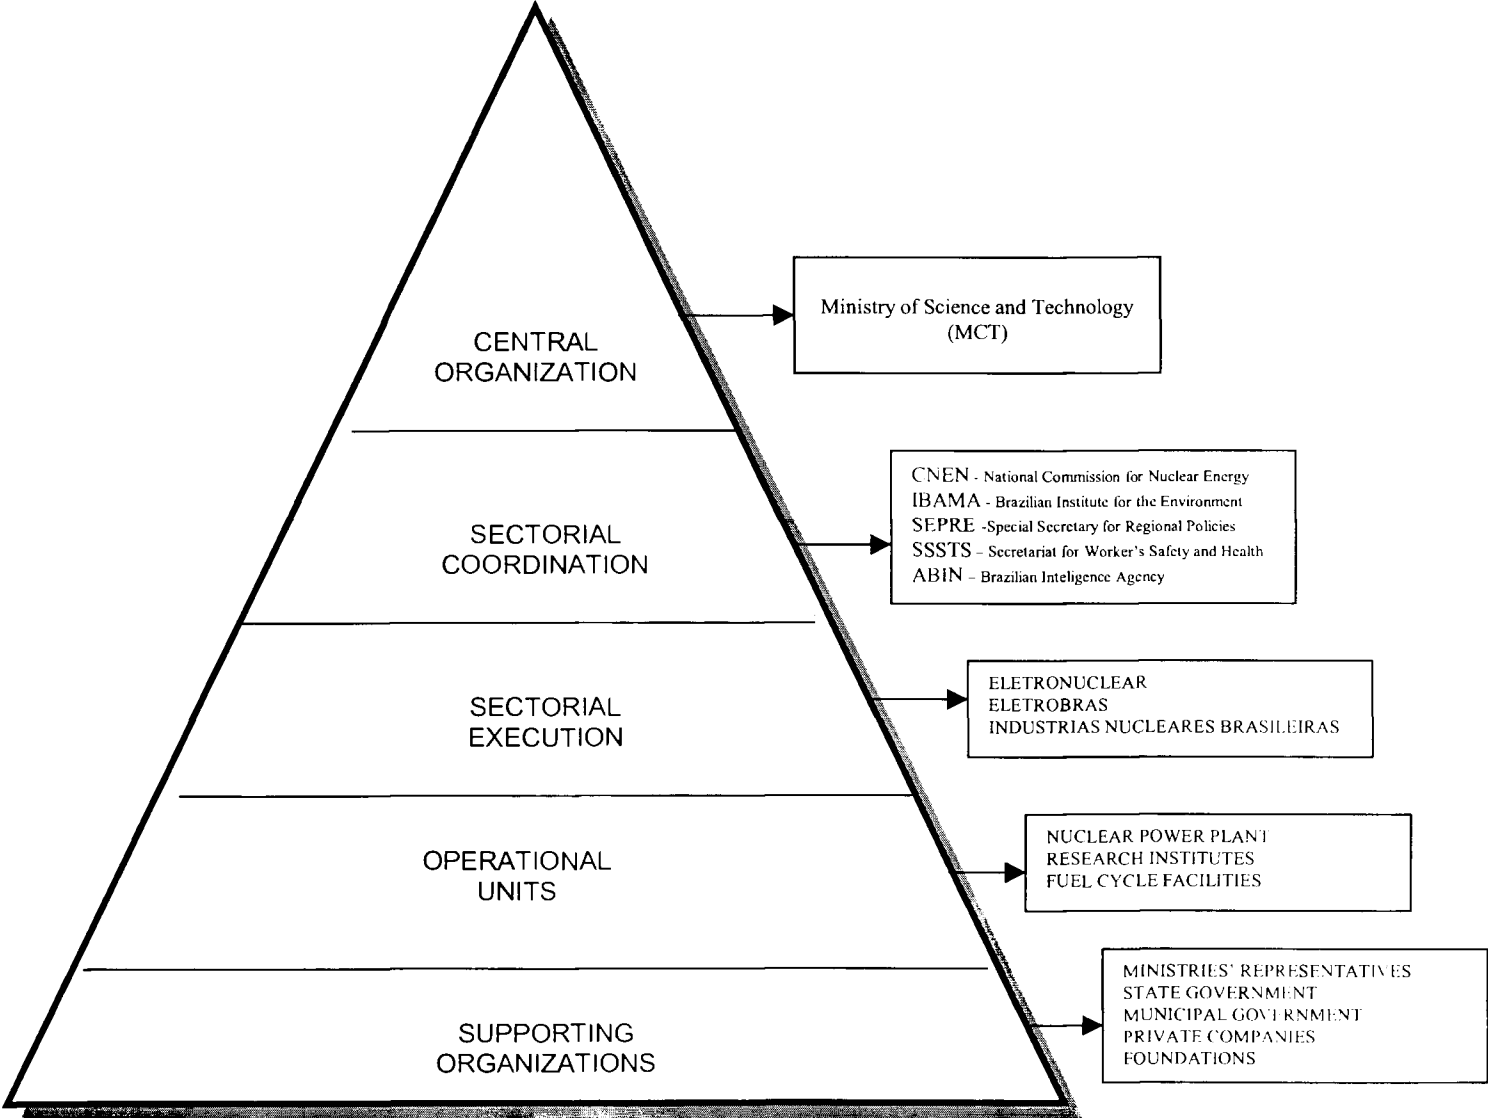 CENTRAL
ORGANIZATION
Ministry of Science and Technology
(MCT)
SECTORIAL
COORDINATION
CNEN - National Commission for Nuclear Energy
IBAMA - Brazilian Institute for the Environment
SEPRE -Special Secretary for Regional Policies
SSSTS – Secretariat for Worker's Safety and Health
ABIN – Brazilian Inteligence Agency
SECTORIAL
EXECUTION
ELETRONUCLEAR
ELETROBRAS
INDUSTRIAS NUCLEARES BRASILEIRAS
OPERATIONAL
UNITS
NUCLEAR POWER PLANT
RESEARCH INSTITUTES
FUEL CYCLE FACILITIES
SUPPORTING
ORGANIZATIONS
MINISTRIES' REPRESENTATIVES
STATE GOVERNMENT
MUNICIPAL GOVERNMENT
PRIVATE COMPANIES
FOUNDATIONS